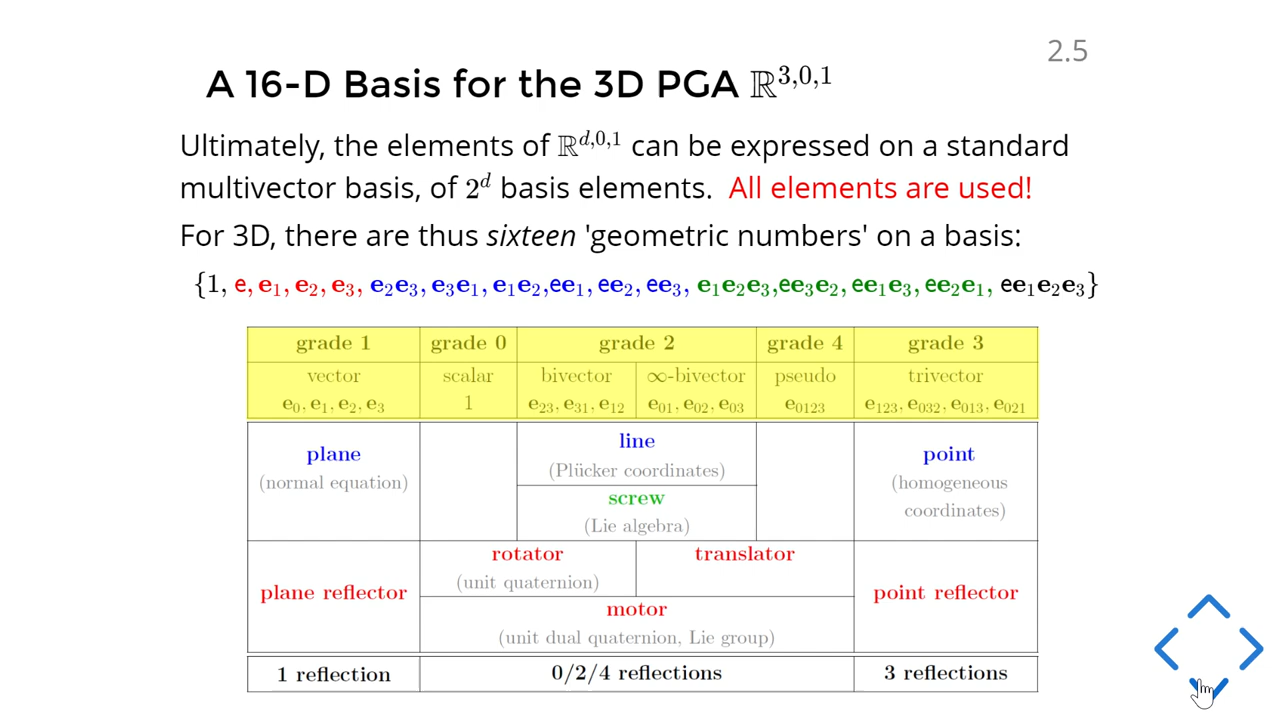 2.5
A 16-D Basis for the 3D PGA ℝ³,⁰,¹
Ultimately, the elements of ℝᵈ,⁰,¹ can be expressed on a standard
multivector basis, of 2ᵈ basis elements. All elements are used!
For 3D, there are thus sixteen 'geometric numbers' on a basis:
{1, e, e₁, e₂, e₃, e₂e₃, e₃e₁, e₁e₂,ee₁, ee₂, ee₃, e₁e₂e₃,ee₃e₂, ee₁e₃, ee₂e₁, ee₁e₂e₃}
grade 1 grade 0 grade 2 grade 4 grade 3
vector scalar bivector ∞-bivector pseudo trivector
e₀, e₁, e₂, e₃ 1 e₂₃, e₃₁, e₁₂ e₀₁, e₀₂, e₀₃ e₀₁₂₃ e₁₂₃, e₀₃₂, e₀₁₃, e₀₂₁
plane line point
(normal equation) (Plücker coordinates) (homogeneous
screw coordinates)
(Lie algebra)
rotator translator
(unit quaternion)
plane reflector point reflector
motor
(unit dual quaternion, Lie group)
1 reflection 0/2/4 reflections 3 reflections